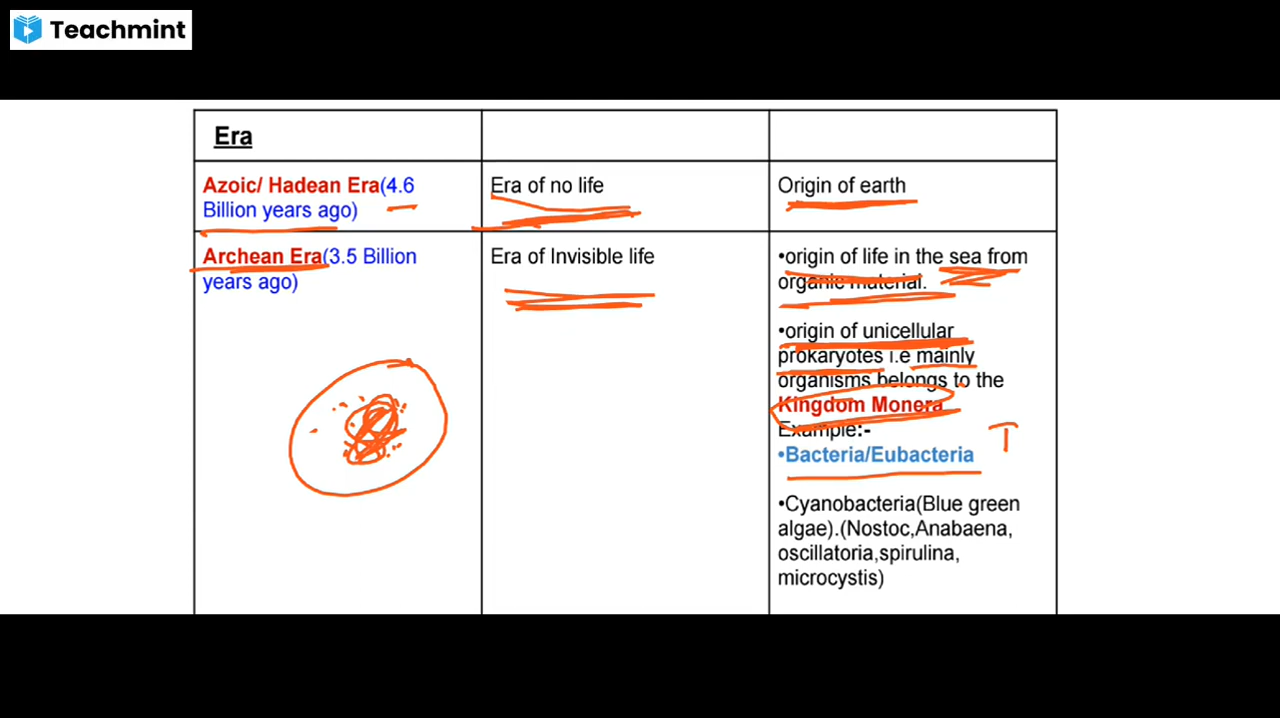 Teachmint
Era
Azoic/ Hadean Era(4.6
Billion years ago)
Era of no life
Origin of earth
Archean Era(3.5 Billion
years ago)
Era of Invisible life
•origin of life in the sea from
organic material.
•origin of unicellular
prokaryotes i.e mainly
organisms belongs to the
Kingdom Monera
Example:-
•Bacteria/Eubacteria
T
•Cyanobacteria(Blue green
algae).(Nostoc,Anabaena,
oscillatoria,spirulina,
microcystis)